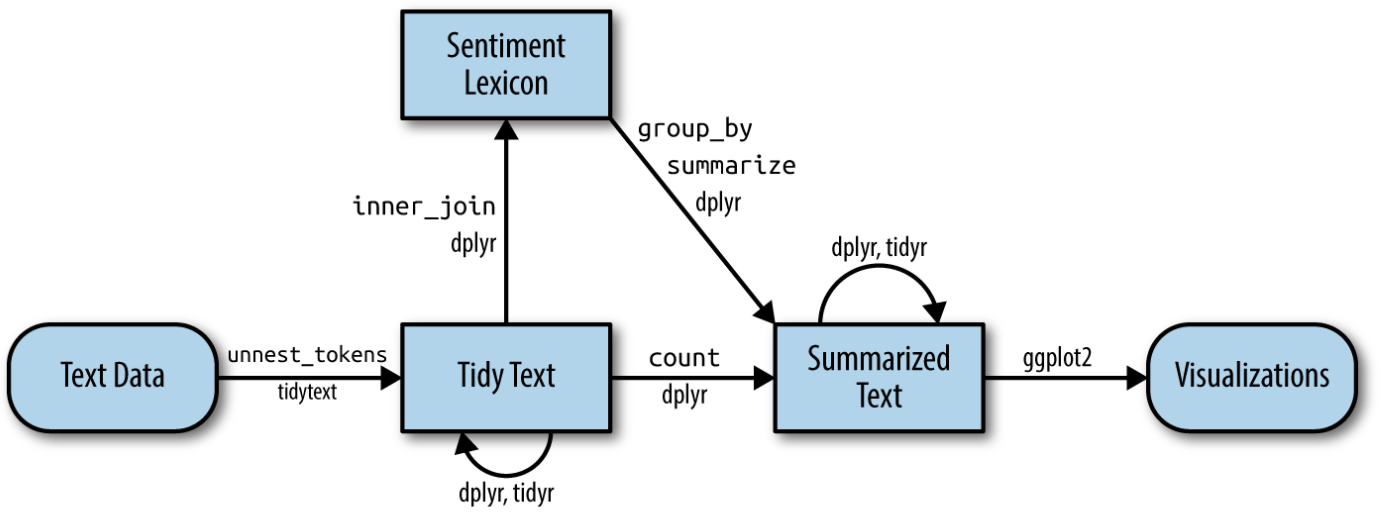 Sentiment
Lexicon
group_by
summarize
dplyr
inner_join
dplyr
dplyr, tidyr
Text Data
unnest_tokens
tidytext
Tidy Text
count
dplyr
Summarized
Text
ggplot2
Visualizations
dplyr, tidyr